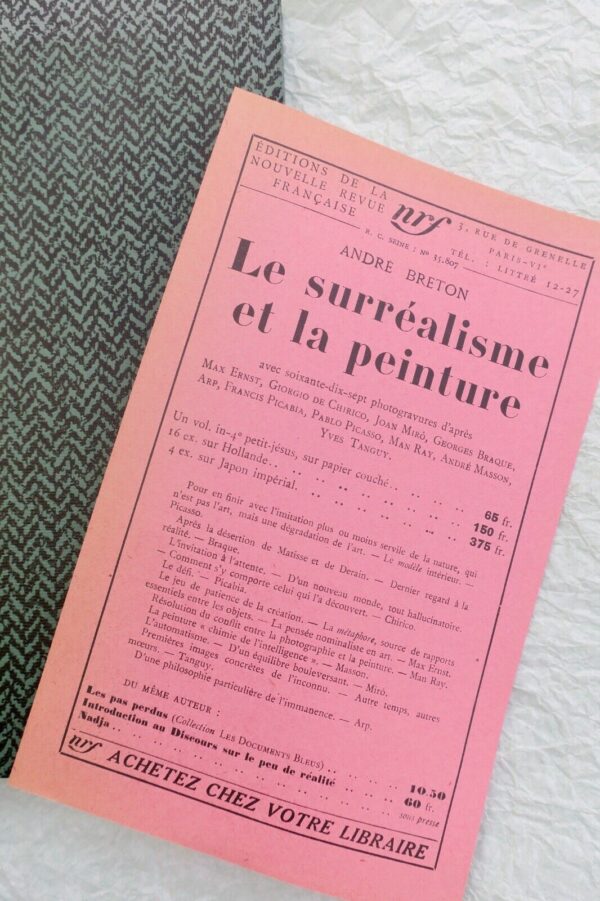 ÉDITIONS DE LA
NOUVELLE REVUE
FRANÇAISE
nrf
3, RUE DE GRENELLE
PARIS-VIe
R. C. SEINE : No 35.807 TÉL. : LITTRÉ 12-27
ANDRÉ BRETON
Le surréalisme
et la peinture
avec soixante-dix-sept photogravures d'après
MAX ERNST, GIORGIO DE CHIRICO, JOAN MIRÓ, GEORGES BRAQUE,
ARP, FRANCIS PICABIA, PABLO PICASSO, MAN RAY, ANDRÉ MASSON,
YVES TANGUY.
Un vol. in-4o petit-jésus, sur papier couché. .. .. .. .. 65 fr.
16 ex. sur Hollande.. .. .. .. .. .. .. .. .. 150 fr.
4 ex. sur Japon impérial. .. .. .. .. .. .. .. 375 fr.
Pour en finir avec l'imitation plus ou moins servile de la nature, qui
n'est pas l'art, mais une dégradation de l'art. — Le modèle intérieur. —
Picasso.
Après la désertion de Matisse et de Derain. — Dernier regard à la
réalité. — Braque.
L'invitation à l'attente. — D'un nouveau monde, tout hallucinatoire.
— Comment s'y comporte celui qui l'a découvert. — Chirico.
Le défi. — Picabia.
Le jeu de patience de la création. — La métaphore, source de rapports
essentiels entre les objets. — La pensée nominaliste en art. — Max Ernst.
Résolution du conflit entre la photographie et la peinture. — Man Ray.
La peinture « chimie de l'intelligence ». — Masson.
L'automatisme. — D'un équilibre bouleversant. — Miró.
Premières images concrètes de l'inconnu. — Autre temps, autres
mœurs. — Tanguy.
D'une philosophie particulière de l'immanence. — Arp.
DU MÊME AUTEUR :
Les pas perdus (Collection LES DOCUMENTS BLEUS) .. .. .. .. 10 50
Introduction au Discours sur le peu de réalité .. .. .. 60 fr.
Nadja.. .. .. .. .. .. .. .. .. .. sous presse
nrf ACHETEZ CHEZ VOTRE LIBRAIRE